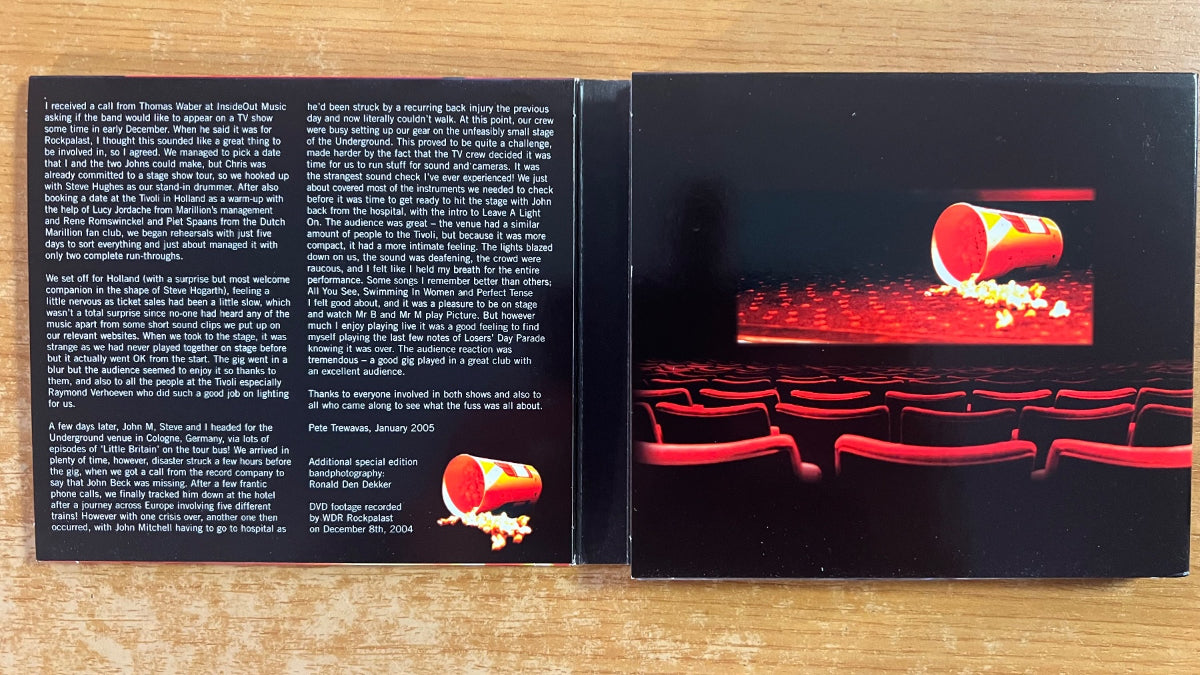 I received a call from Thomas Waber at InsideOut Music
asking if the band would like to appear on a TV show
some time in early December. When he said it was for
Rockpalast, I thought this sounded like a great thing to
be involved in, so I agreed. We managed to pick a date
that I and the two Johns could make, but Chris was
already committed to a stage show tour, so we hooked up
with Steve Hughes as our stand-in drummer. After also
booking a date at the Tivoli in Holland as a warm-up with
the help of Lucy Jordache from Marillion's management
and Rene Romswinckel and Piet Spaans from the Dutch
Marillion fan club, we began rehearsals with just five
days to sort everything and just about managed it with
only two complete run-throughs.
We set off for Holland (with a surprise but most welcome
companion in the shape of Steve Hogarth), feeling a
little nervous as ticket sales had been a little slow, which
wasn't a total surprise since no-one had heard any of the
music apart from some short sound clips we put up on
our relevant websites. When we took to the stage, it was
strange as we had never played together on stage before
but it actually went OK from the start. The gig went in a
blur but the audience seemed to enjoy it so thanks to
them, and also to all the people at the Tivoli especially
Raymond Verhoeven who did such a good job on lighting
for us.
A few days later, John M, Steve and I headed for the
Underground venue in Cologne, Germany, via lots of
episodes of 'Little Britain' on the tour bus! We arrived in
plenty of time, however, disaster struck a few hours before
the gig, when we got a call from the record company to
say that John Beck was missing. After a few frantic
phone calls, we finally tracked him down at the hotel
after a journey across Europe involving five different
trains! However with one crisis over, another one then
occurred, with John Mitchell having to go to hospital as
he'd been struck by a recurring back injury the previous
day and now literally couldn't walk. At this point, our crew
were busy setting up our gear on the unfeasibly small stage
of the Underground. This proved to be quite a challenge,
made harder by the fact that the TV crew decided it was
time for us to run stuff for sound and cameras. It was
the strangest sound check I've ever experienced! We just
about covered most of the instruments we needed to check
before it was time to get ready to hit the stage with John
back from the hospital, with the intro to Leave A Light
On. The audience was great – the venue had a similar
amount of people to the Tivoli, but because it was more
compact, it had a more intimate feeling. The lights blazed
down on us, the sound was deafening, the crowd were
raucous, and I felt like I held my breath for the entire
performance. Some songs I remember better than others;
All You See, Swimming In Women and Perfect Tense
I felt good about, and it was a pleasure to be on stage
and watch Mr B and Mr M play Picture. But however
much I enjoy playing live it was a good feeling to find
myself playing the last few notes of Losers' Day Parade
knowing it was over. The audience reaction was
tremendous – a good gig played in a great club with
an excellent audience.
Thanks to everyone involved in both shows and also to
all who came along to see what the fuss was all about.
Pete Trewavas, January 2005
Additional special edition
bandphotography:
Ronald Den Dekker
DVD footage recorded
by WDR Rockpalast
on December 8th, 2004